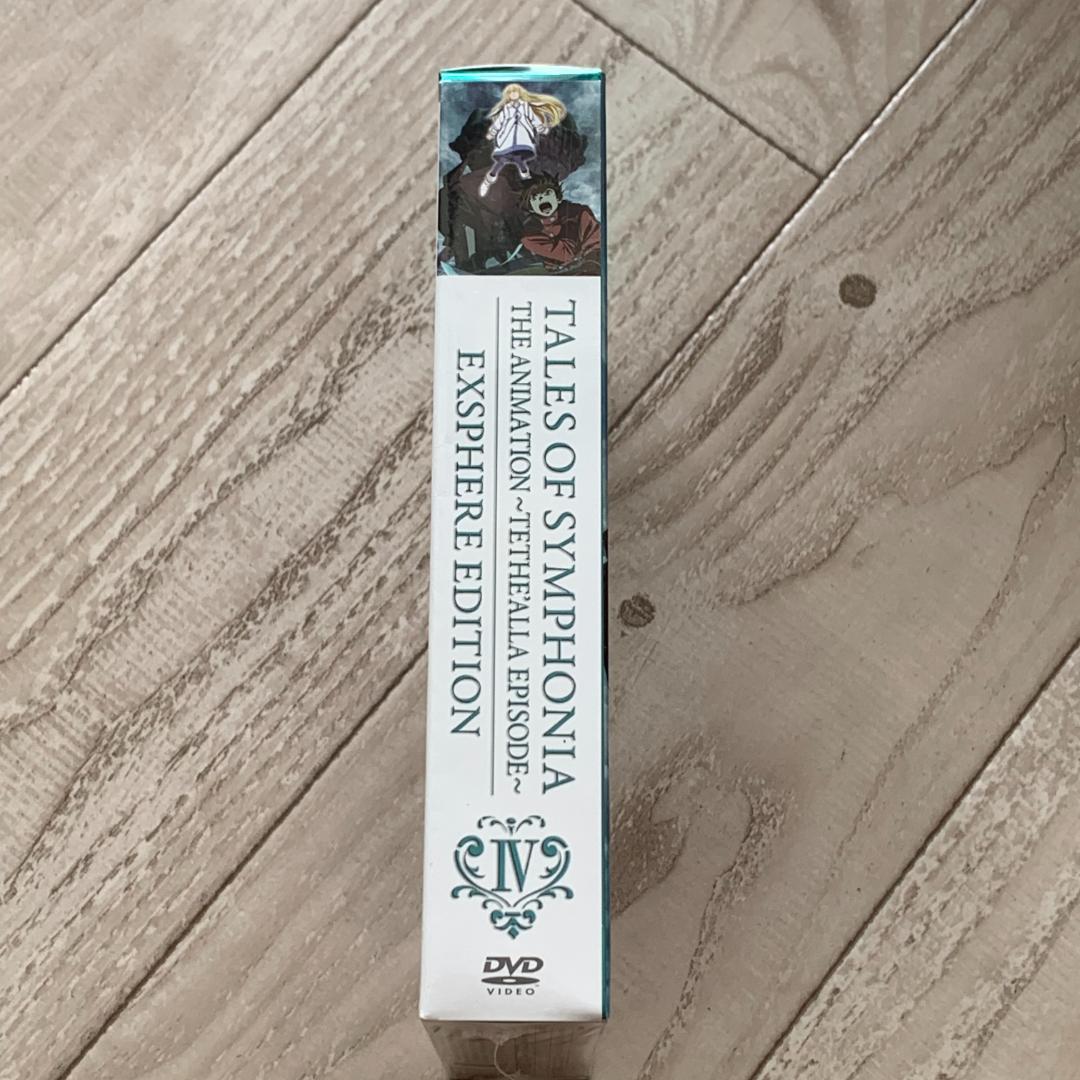 TALES OF SYMPHONIA
THE ANIMATION ~TETHE'ALLA EPISODE~
EXSPHERE EDITION
IV
DVD
VIDEO